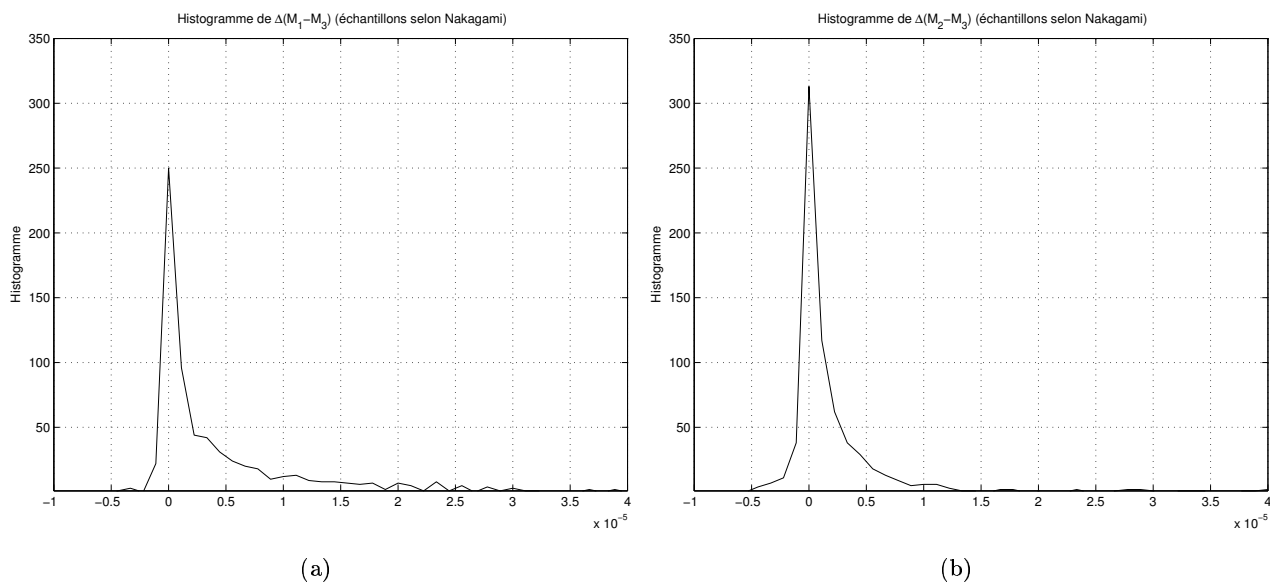 Histogramme de Δ(M₁−M₃) (échantillons selon Nakagami)
350
300
250
200
150
100
50
Histogramme
−1 −0.5 0 0.5 1 1.5 2 2.5 3 3.5 4
x 10⁻⁵
(a)
Histogramme de Δ(M₂−M₃) (échantillons selon Nakagami)
350
300
250
200
150
100
50
Histogramme
−1 −0.5 0 0.5 1 1.5 2 2.5 3 3.5 4
x 10⁻⁵
(b)